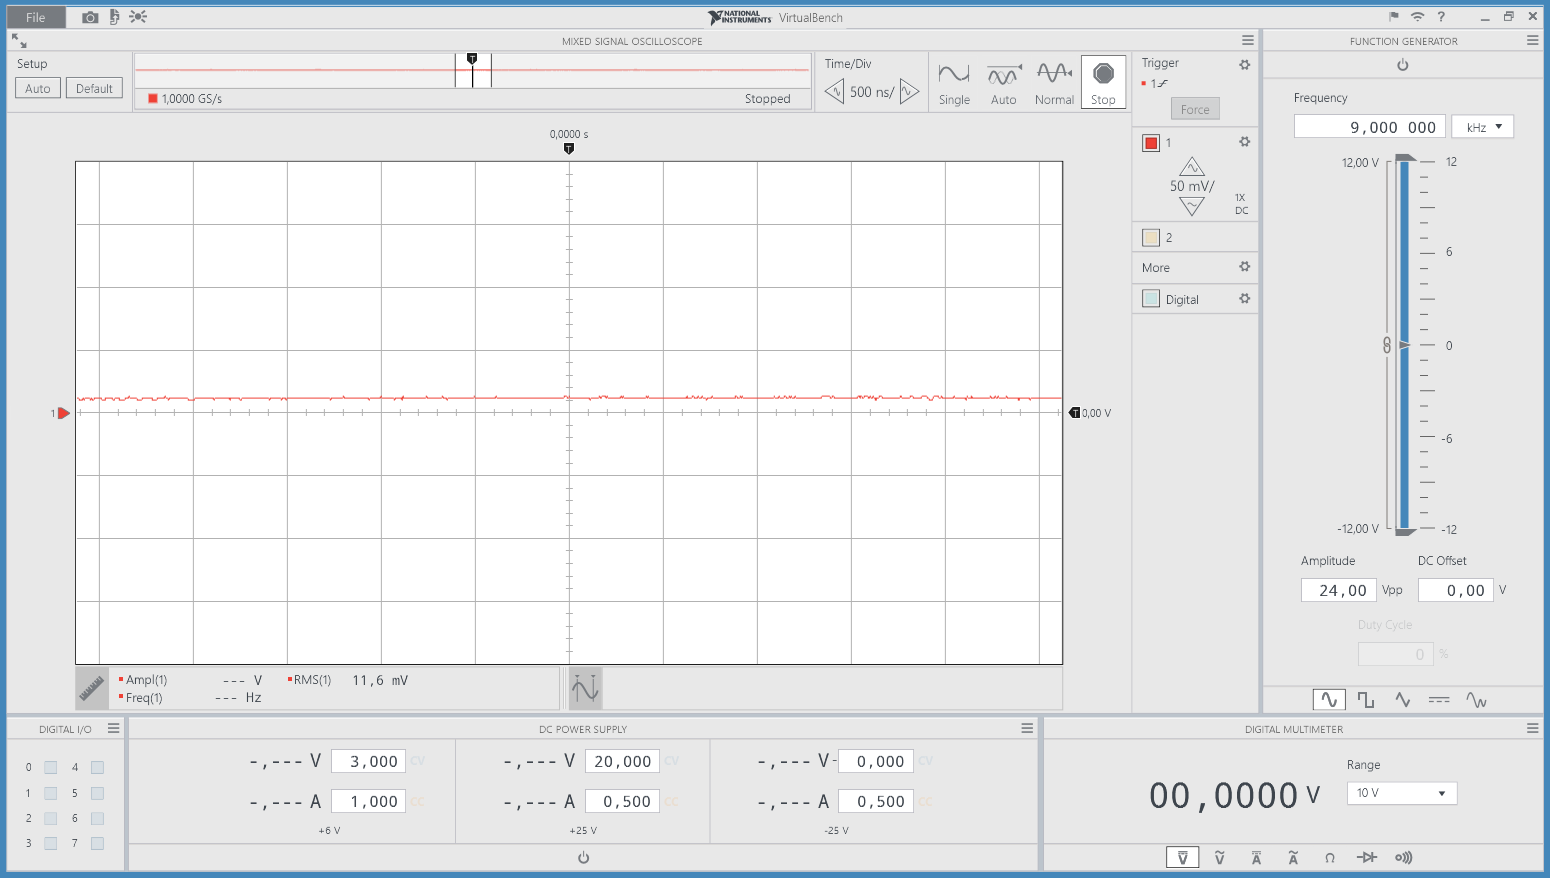 File
NATIONAL INSTRUMENTS VirtualBench
?
MIXED SIGNAL OSCILLOSCOPE
Setup
Auto Default
T
1,0000 GS/s Stopped
Time/Div
500 ns/
Single Auto Normal Stop
Trigger
1
Force
0,0000 s
T
1
50 mV/
1X
DC
2
More
Digital
1
T 0,00 V
Ampl(1) --- V RMS(1) 11,6 mV
Freq(1) --- Hz
FUNCTION GENERATOR
Frequency
9,000 000 kHz
12,00 V 12
6
0
-6
-12,00 V -12
Amplitude DC Offset
24,00 Vpp 0,00 V
Duty Cycle
0 %
DIGITAL I/O
0 4
1 5
2 6
3 7
DC POWER SUPPLY
-,--- V 3,000 CV -,--- V 20,000 CV -,--- V - 0,000 CV
-,--- A 1,000 CC -,--- A 0,500 CC -,--- A 0,500 CC
+6 V +25 V -25 V
DIGITAL MULTIMETER
00,0000 V
Range
10 V
V V A A Ω